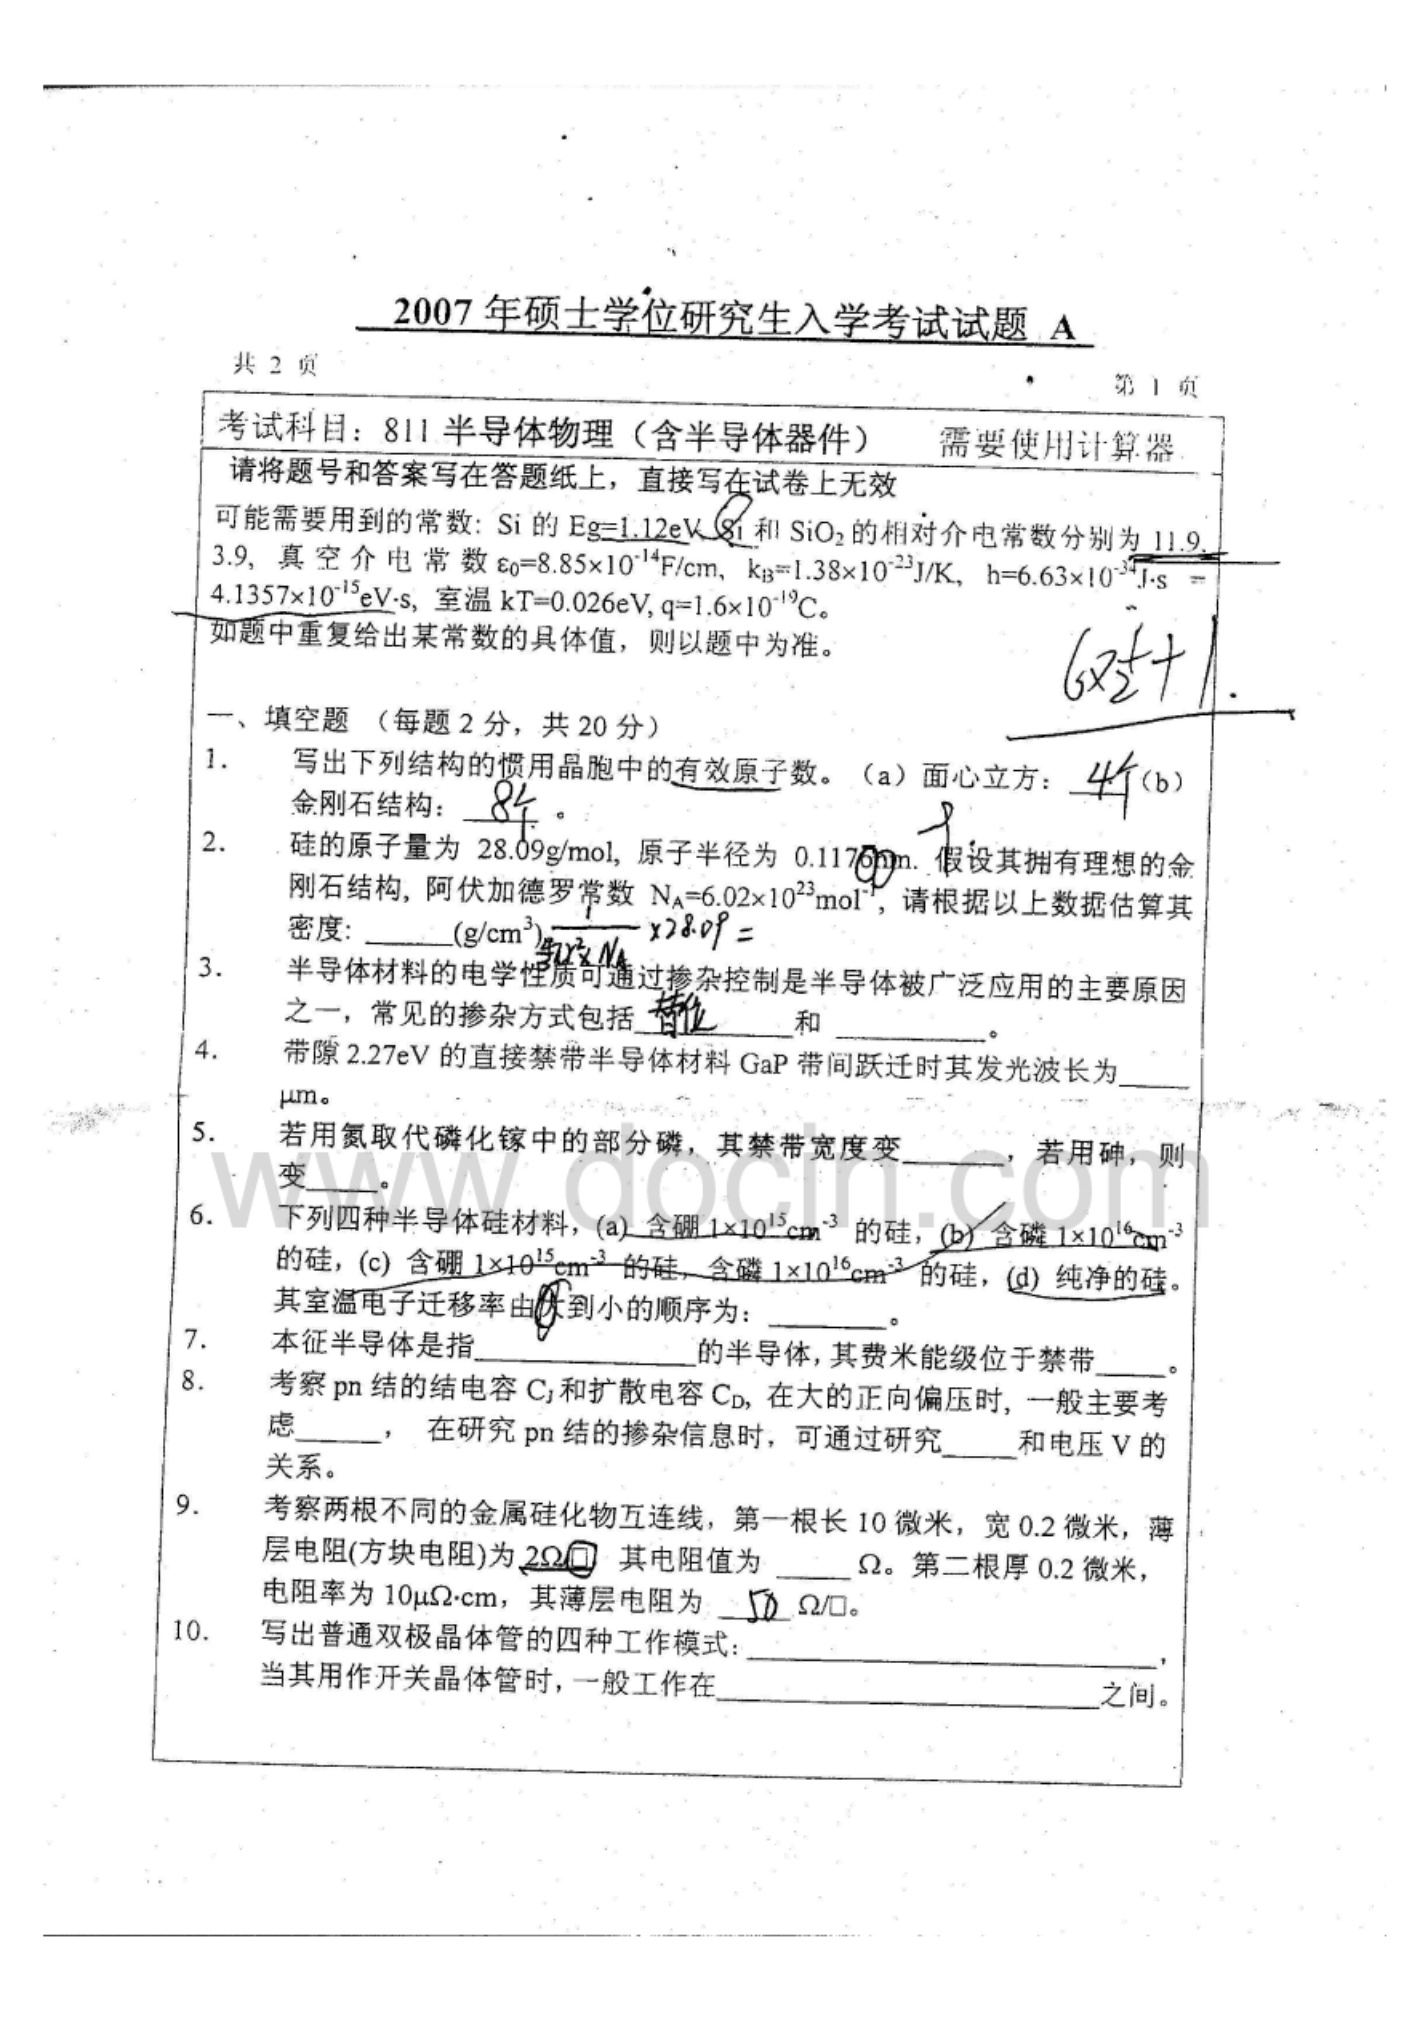 2007 年硕士学位研究生入学考试试题 A
共 2 页
第 1 页
考试科目：811 半导体物理（含半导体器件） 需要使用计算器
请将题号和答案写在答题纸上，直接写在试卷上无效
可能需要用到的常数: Si 的 Eg=1.12eV, Si 和 SiO₂ 的相对介电常数分别为 11.9,
3.9, 真空介电常数 ε₀=8.85×10⁻¹⁴F/cm, kB=1.38×10⁻²³J/K, h=6.63×10⁻³⁴J·s =
4.1357×10⁻¹⁵eV·s, 室温 kT=0.026eV, q=1.6×10⁻¹⁹C。
如题中重复给出某常数的具体值，则以题中为准。
6×½+1
一、填空题 （每题 2 分，共 20 分）
1. 写出下列结构的惯用晶胞中的有效原子数。（a）面心立方： 4个 （b）
金刚石结构： 8个 。
2. 硅的原子量为 28.09g/mol, 原子半径为 0.1176nm. 假设其拥有理想的金
刚石结构, 阿伏加德罗常数 NA=6.02×10²³mol⁻¹, 请根据以上数据估算其
密度: ______(g/cm³) ×28.09 =
3. 半导体材料的电学性质可通过掺杂控制是半导体被广泛应用的主要原因
之一，常见的掺杂方式包括 替位 和 __________。
4. 带隙 2.27eV 的直接禁带半导体材料 GaP 带间跃迁时其发光波长为_____
μm。
5. 若用氮取代磷化镓中的部分磷，其禁带宽度变_______，若用砷，则
变_____。
6. 下列四种半导体硅材料，(a) 含硼 1×10¹⁵cm⁻³ 的硅，(b) 含磷 1×10¹⁶cm⁻³
的硅，(c) 含硼 1×10¹⁵cm⁻³ 的硅，含磷 1×10¹⁶cm⁻³ 的硅，(d) 纯净的硅。
其室温电子迁移率由大到小的顺序为：________。
7. 本征半导体是指_______________的半导体, 其费米能级位于禁带_____。
8. 考察 pn 结的结电容 CJ 和扩散电容 CD, 在大的正向偏压时, 一般主要考
虑______， 在研究 pn 结的掺杂信息时，可通过研究_____和电压 V 的
关系。
9. 考察两根不同的金属硅化物互连线，第一根长 10 微米，宽 0.2 微米，薄
层电阻(方块电阻)为 2Ω/□ 其电阻值为 _____ Ω。第二根厚 0.2 微米，
电阻率为 10μΩ·cm，其薄层电阻为 50 Ω/□。
10. 写出普通双极晶体管的四种工作模式: ____________________________，
当其用作开关晶体管时, 一般工作在__________________________之间。
www.docin.com